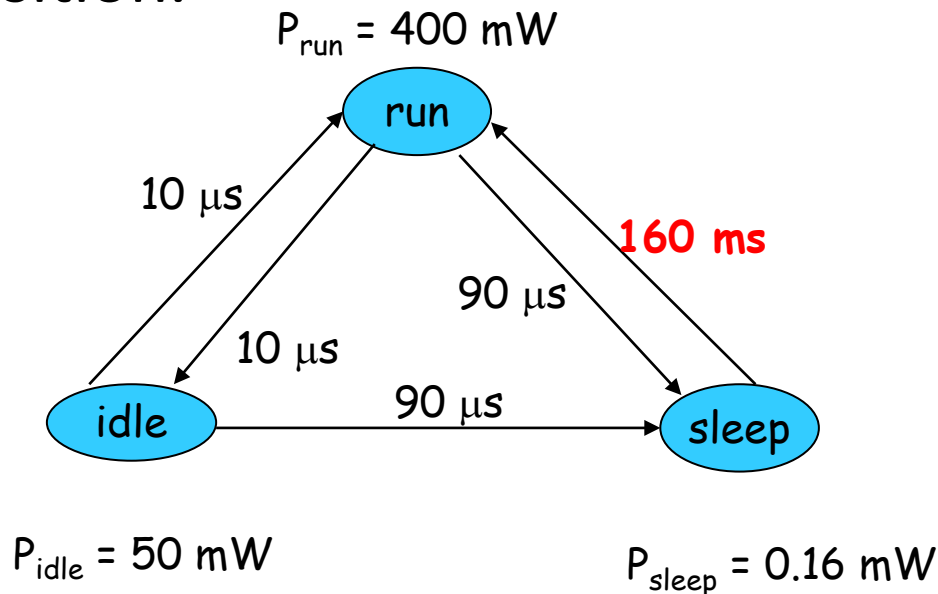 P_run = 400 mW
run
10 μs
160 ms
90 μs
10 μs
90 μs
idle
sleep
P_idle = 50 mW
P_sleep = 0.16 mW